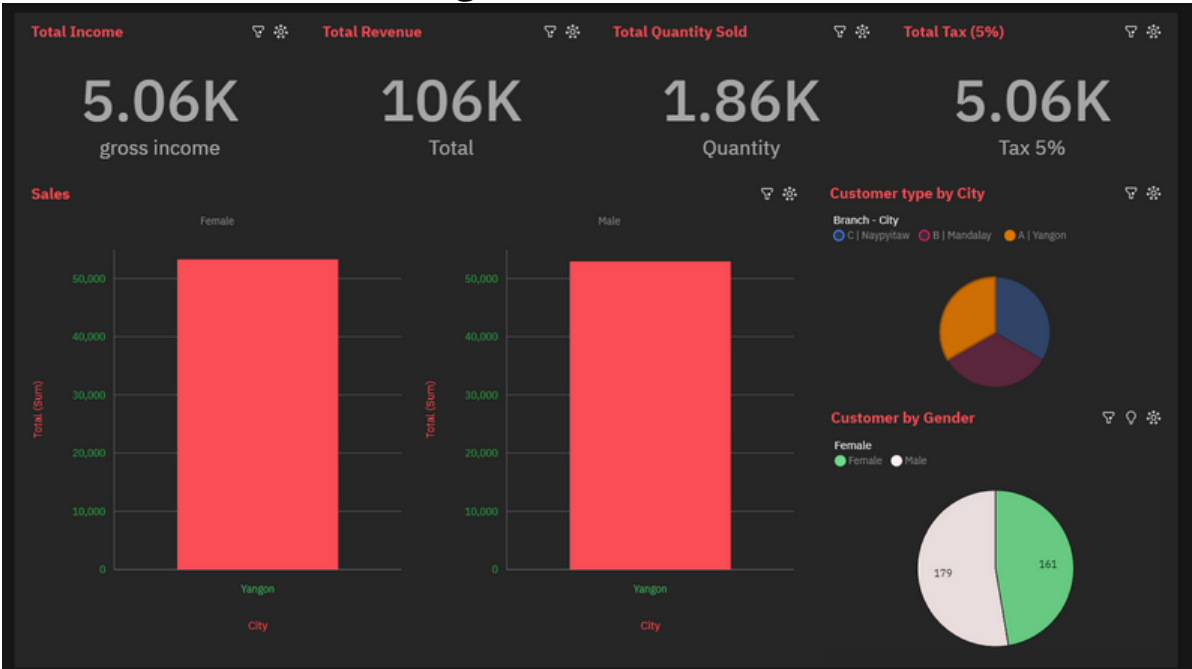 Total Income
Total Revenue
Total Quantity Sold
Total Tax (5%)
5.06K
106K
1.86K
5.06K
gross income
Total
Quantity
Tax 5%
Sales
Female
Male
50,000
40,000
30,000
20,000
10,000
0
Total (Sum)
Yangon
City
50,000
40,000
30,000
20,000
10,000
0
Total (Sum)
Yangon
City
Customer type by City
Branch - City
C | Naypyitaw B | Mandalay A | Yangon
Customer by Gender
Female
Female Male
179
161